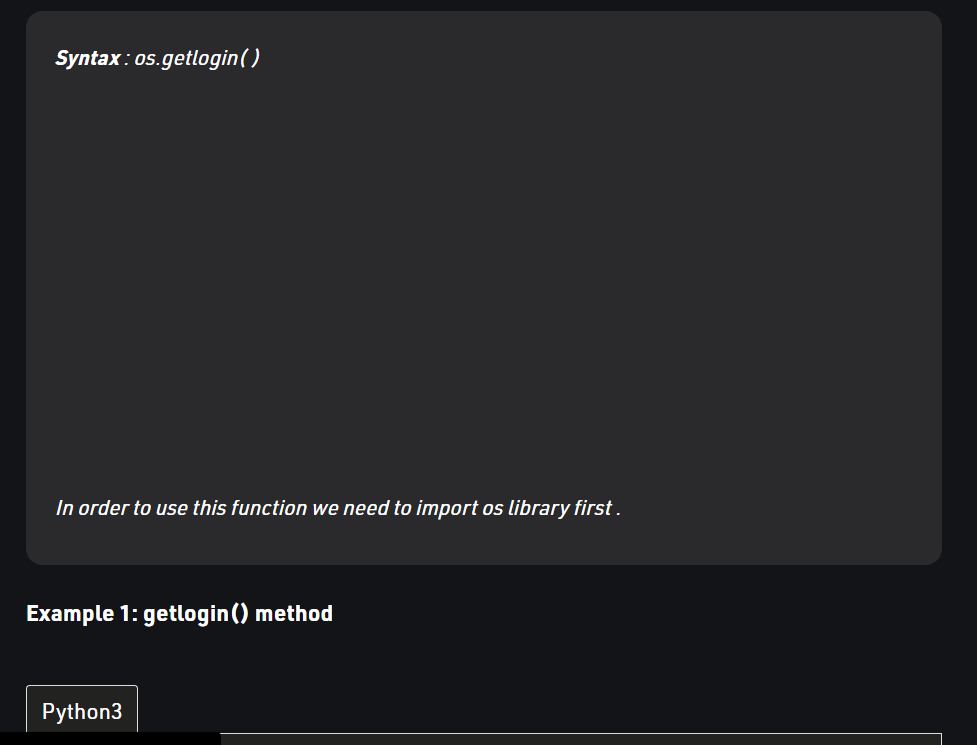 Syntax : os.getlogin( )
In order to use this function we need to import os library first .
Example 1: getlogin() method
Python3